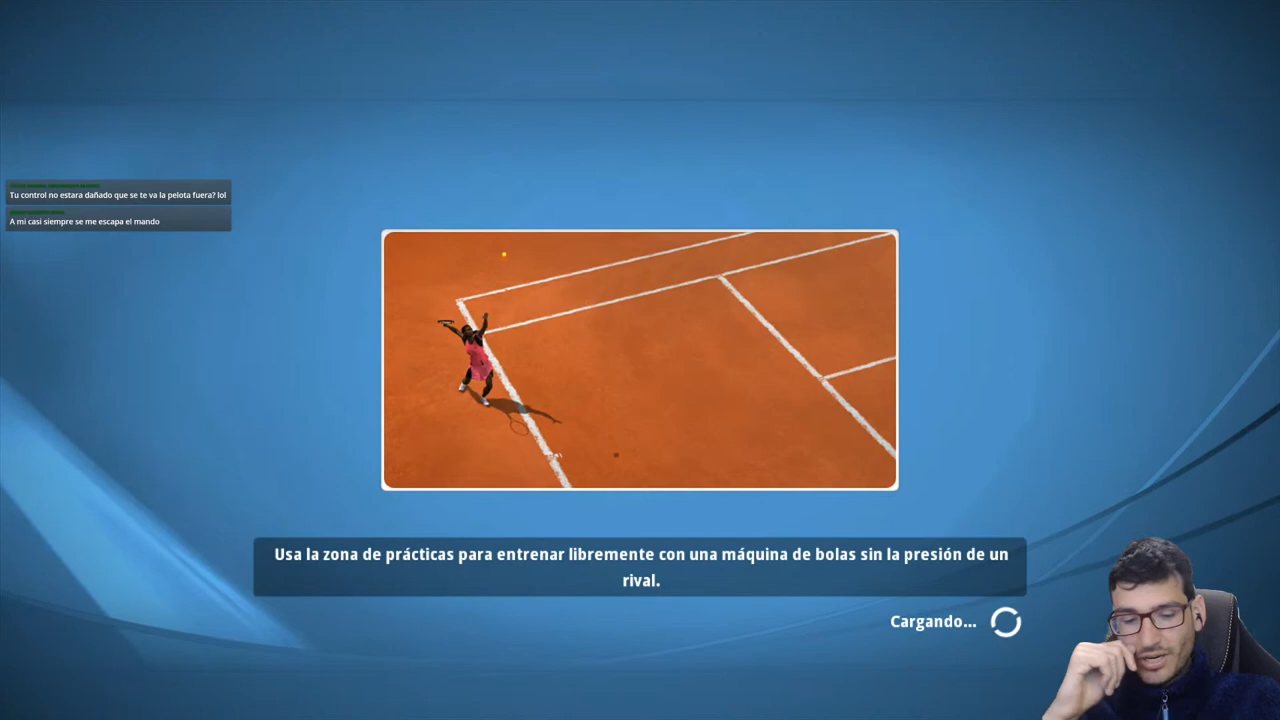 Tu control no estara dañado que se te va la pelota fuera? lol
A mi casi siempre se me escapa el mando
Usa la zona de prácticas para entrenar libremente con una máquina de bolas sin la presión de un
rival.
Cargando...